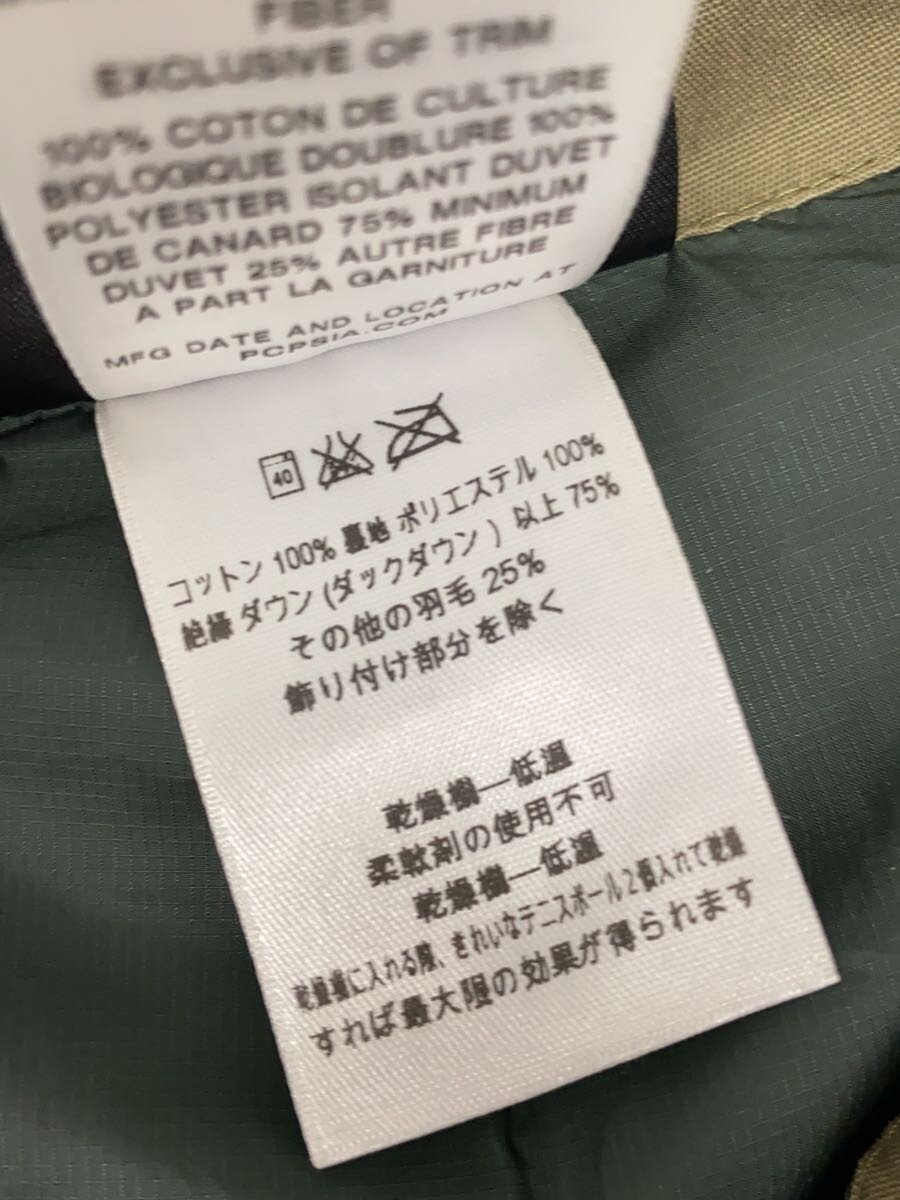 FIBER
EXCLUSIVE OF TRIM
100% COTON DE CULTURE
BIOLOGIQUE DOUBLURE 100%
POLYESTER ISOLANT DUVET
DE CANARD 75% MINIMUM
DUVET 25% AUTRE FIBRE
A PART LA GARNITURE
MFG DATE AND LOCATION AT
PCPSIA.COM
40
コットン 100% 裏地 ポリエステル 100%
絶縁 ダウン (ダックダウン ) 以上 75%
その他の羽毛 25%
飾り付け部分を除く
乾燥樹—低温
柔軟剤の使用不可
乾燥樹—低温
乾燥樹に入れる際、きれいなテニスボール 2 個入れて乾燥
すれば最大限の効果が得られます